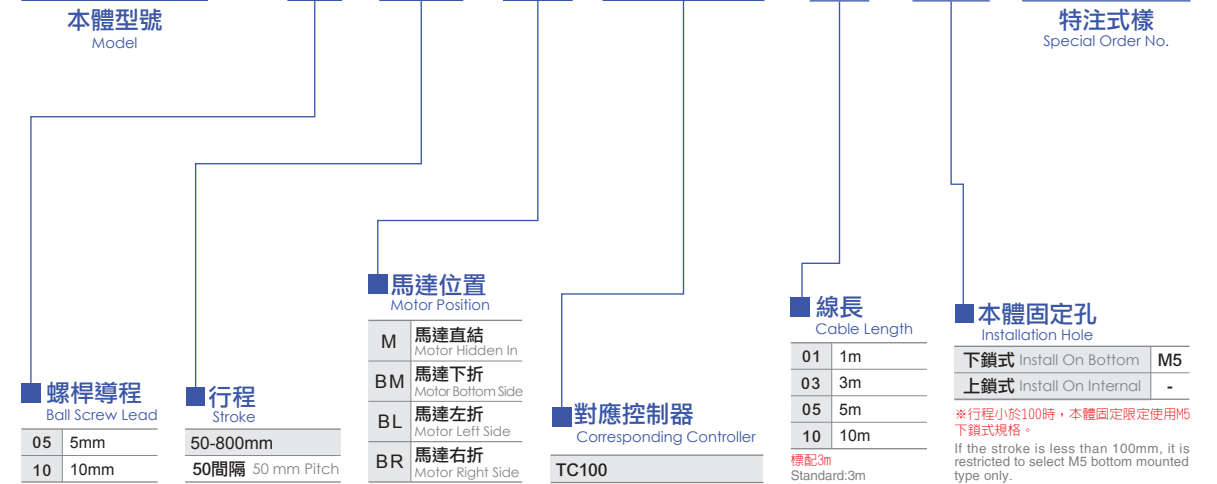 本體型號
Model
特注式樣
Special Order No.
螺桿導程
Ball Screw Lead
05 5mm
10 10mm
行程
Stroke
50-800mm
50間隔 50 mm Pitch
馬達位置
Motor Position
M 馬達直結
Motor Hidden In
BM 馬達下折
Motor Bottom Side
BL 馬達左折
Motor Left Side
BR 馬達右折
Motor Right Side
對應控制器
Corresponding Controller
TC100
線長
Cable Length
01 1m
03 3m
05 5m
10 10m
標配3m
Standard:3m
本體固定孔
Installation Hole
下鎖式 Install On Bottom M5
上鎖式 Install On Internal -
※行程小於100時，本體固定限定使用M5
下鎖式規格。
If the stroke is less than 100mm, it is
restricted to select M5 bottom mounted
type only.